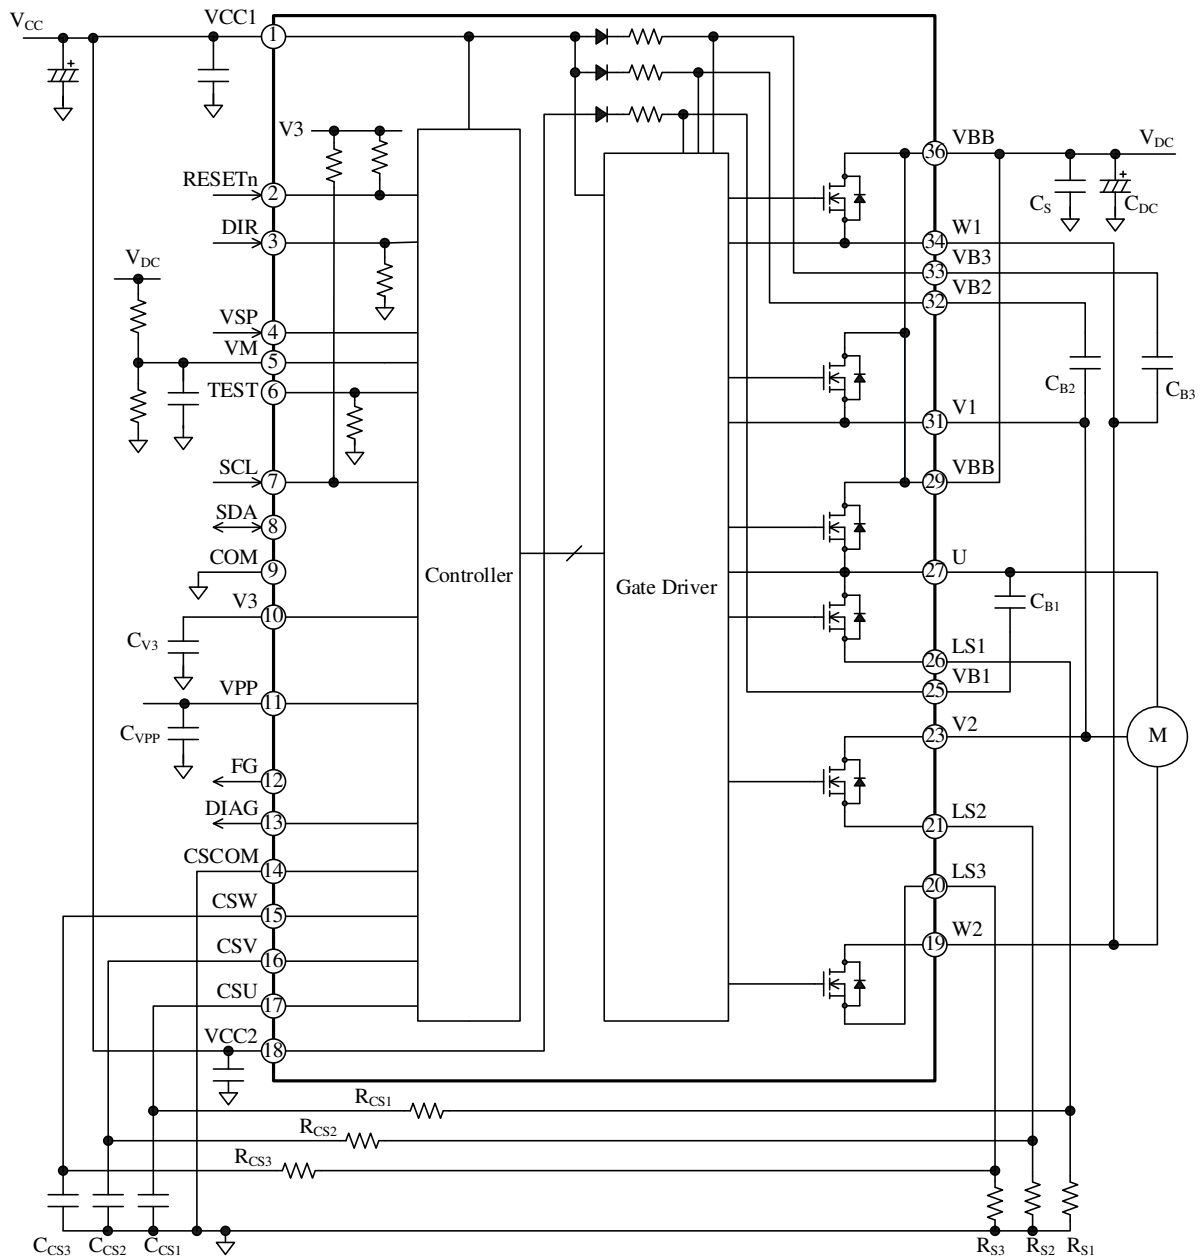 VCC
VCC1
1
V3
RESETn
2
DIR
3
VDC
VSP
4
VM
5
TEST
6
SCL
7
SDA
8
COM
9
V3
10
CV3
VPP
11
CVPP
FG
12
DIAG
13
CSCOM
14
CSW
15
CSV
16
CSU
17
VCC2
18
Controller
Gate Driver
36
VBB
VDC
CS
CDC
34
W1
33
VB3
32
VB2
CB2
CB3
31
V1
29
VBB
27
U
CB1
26
LS1
25
VB1
23
V2
M
21
LS2
20
LS3
19
W2
RCS1
RCS2
RCS3
CCS3
CCS2
CCS1
RS3
RS2
RS1